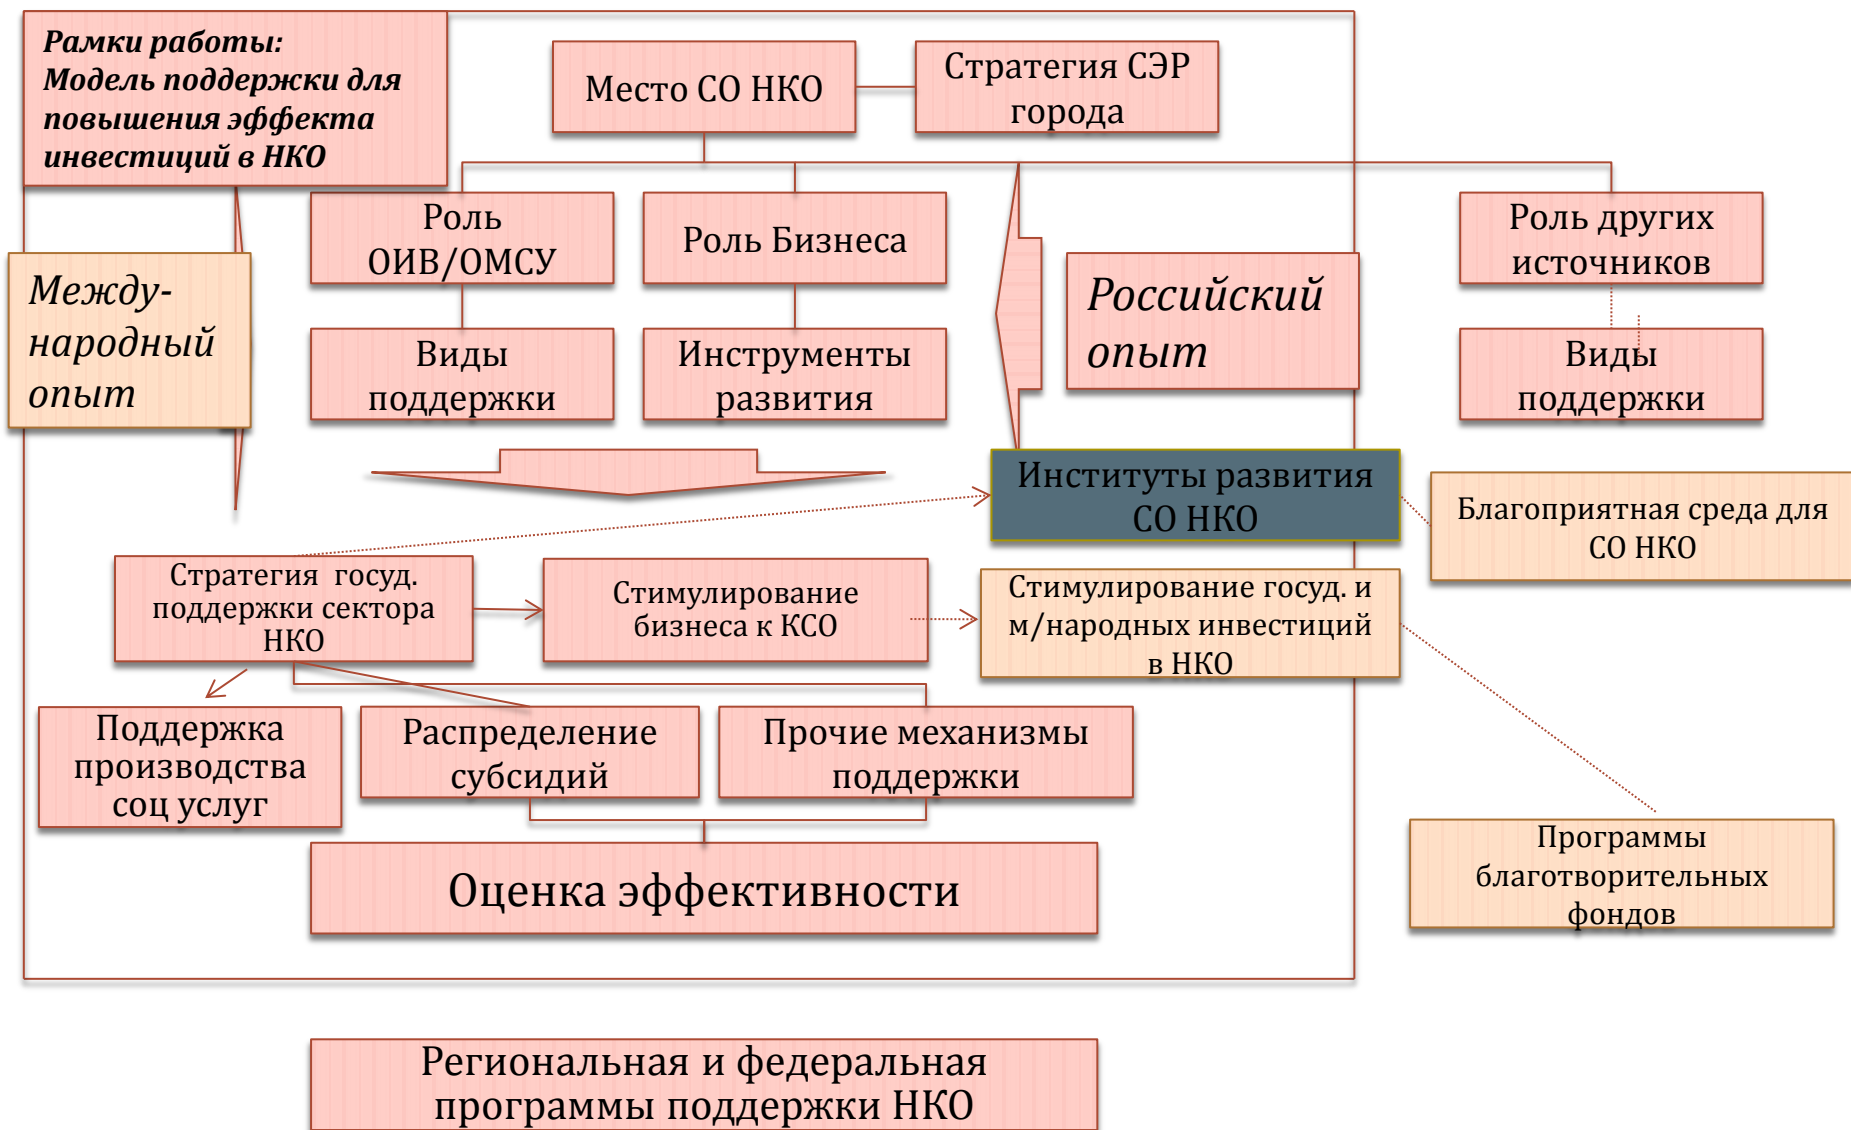 Рамки работы:
Модель поддержки для
повышения эффекта
инвестиций в НКО
Место СО НКО
Стратегия СЭР
города
Роль
ОИВ/ОМСУ
Роль Бизнеса
Роль других
источников
Между-
народный
опыт
Российский
опыт
Виды
поддержки
Инструменты
развития
Виды
поддержки
Институты развития
СО НКО
Благоприятная среда для
СО НКО
Стратегия госуд.
поддержки сектора
НКО
Стимулирование
бизнеса к КСО
Стимулирование госуд. и
м/народных инвестиций
в НКО
Поддержка
производства
соц услуг
Распределение
субсидий
Прочие механизмы
поддержки
Программы
благотворительных
фондов
Оценка эффективности
Региональная и федеральная
программы поддержки НКО